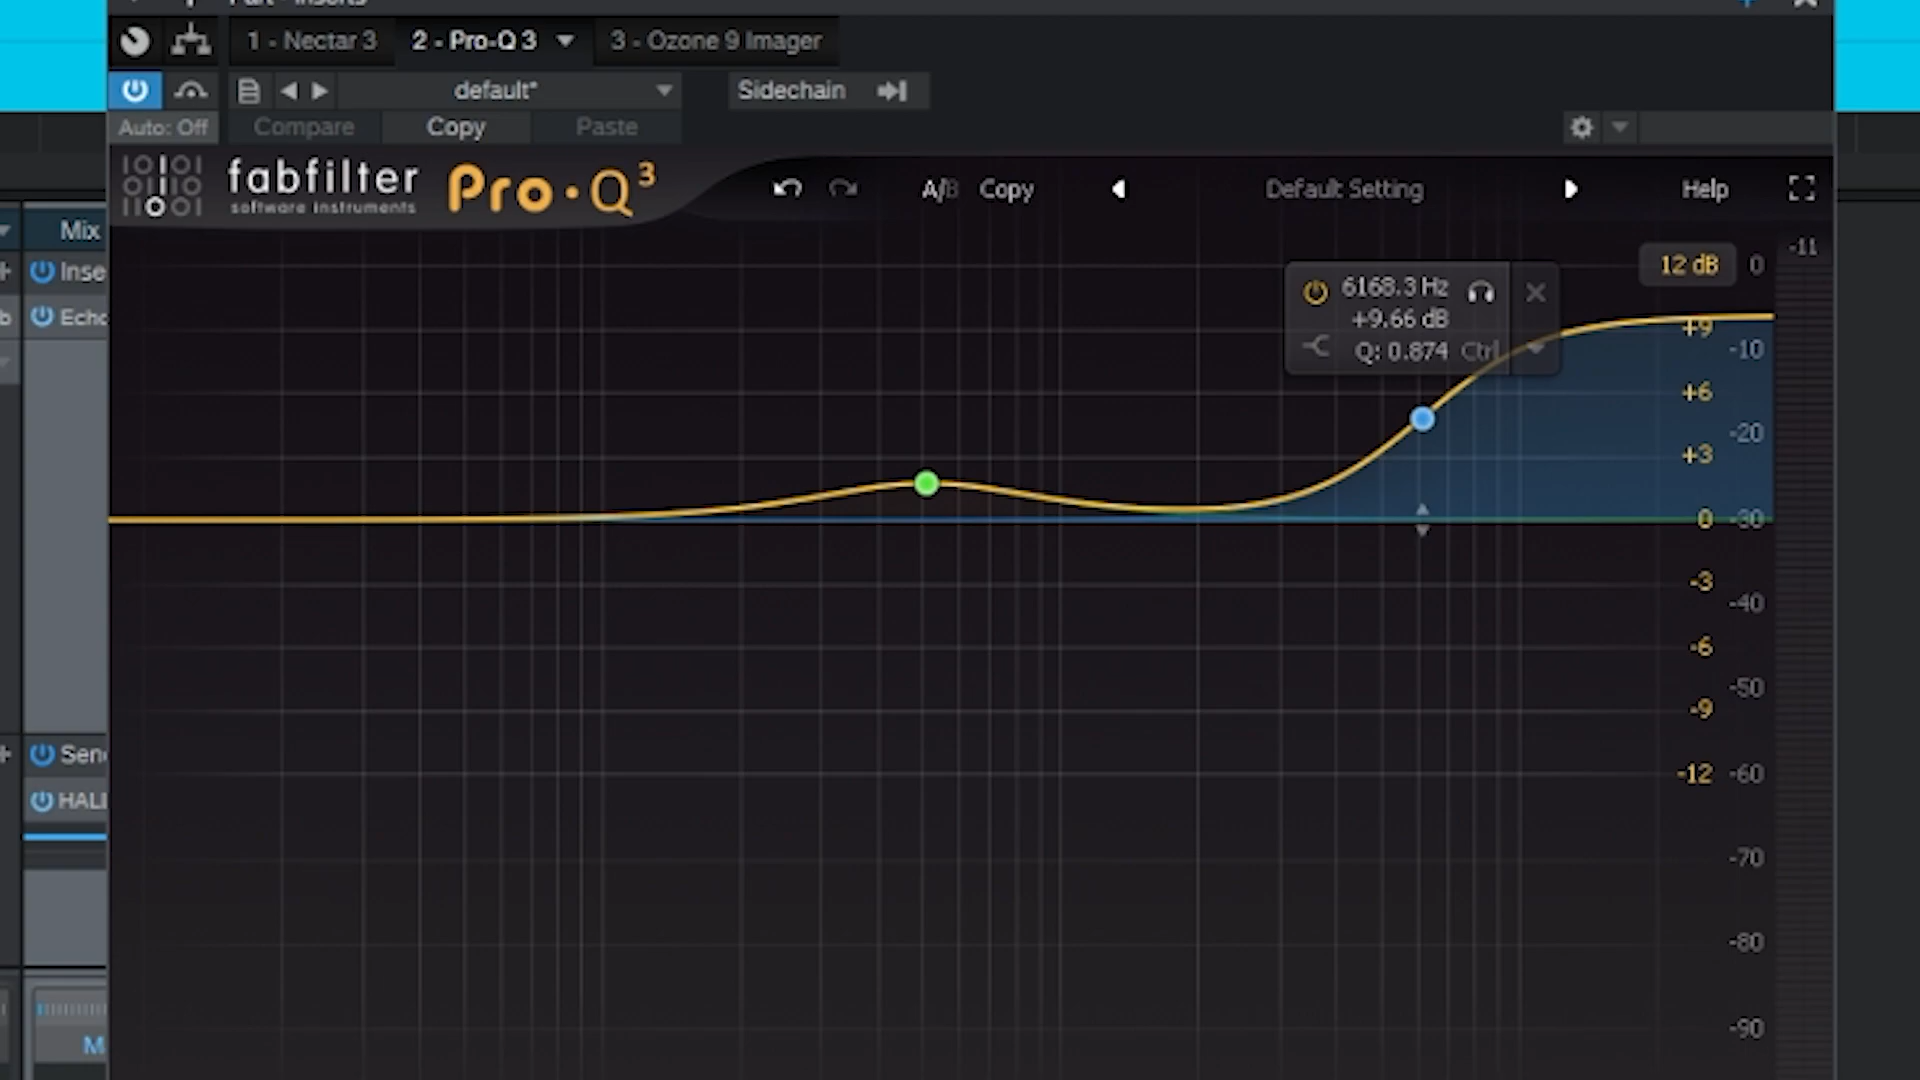 1 - Nectar 3
2 - Pro-Q 3
3 - Ozone 9 Imager
default*
Sidechain
Auto: Off
Compare
Copy
Paste
fabfilter
software instruments
Pro·Q3
A/B
Copy
Default Setting
Help
Mix
Inse
Echo
Sen
HALL
M
6168.3 Hz
+9.66 dB
Q: 0.874 Ctrl
12 dB
0
-11
+9
-10
+6
-20
+3
0
-30
-3
-40
-6
-50
-9
-12
-60
-70
-80
-90